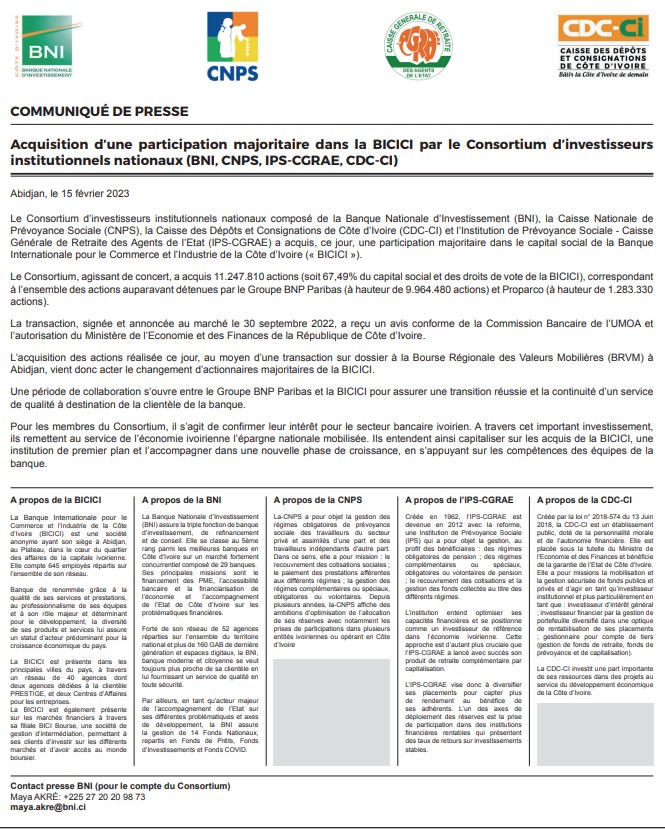 CÔTE D'IVOIRE
BNI
BANQUE NATIONALE
D'INVESTISSEMENT
CNPS
CAISSE GENERALE DE RETRAITE
CGRAE
DES AGENTS
DE L'ETAT
CDC-Ci
CAISSE DES DÉPÔTS
ET CONSIGNATIONS
DE CÔTE D'IVOIRE
Bâtir la Côte d'Ivoire de demain
COMMUNIQUÉ DE PRESSE
Acquisition d'une participation majoritaire dans la BICICI par le Consortium d'investisseurs
institutionnels nationaux (BNI, CNPS, IPS-CGRAE, CDC-CI)
Abidjan, le 15 février 2023
Le Consortium d'investisseurs institutionnels nationaux composé de la Banque Nationale d'Investissement (BNI), la Caisse Nationale de
Prévoyance Sociale (CNPS), la Caisse des Dépôts et Consignations de Côte d'Ivoire (CDC-CI) et l'Institution de Prévoyance Sociale - Caisse
Générale de Retraite des Agents de l'Etat (IPS-CGRAE) a acquis, ce jour, une participation majoritaire dans le capital social de la Banque
Internationale pour le Commerce et l'Industrie de la Côte d'Ivoire (« BICICI »).
Le Consortium, agissant de concert, a acquis 11.247.810 actions (soit 67,49% du capital social et des droits de vote de la BICICI), correspondant
à l'ensemble des actions auparavant détenues par le Groupe BNP Paribas (à hauteur de 9.964.480 actions) et Proparco (à hauteur de 1.283.330
actions).
La transaction, signée et annoncée au marché le 30 septembre 2022, a reçu un avis conforme de la Commission Bancaire de l'UMOA et
l'autorisation du Ministère de l'Economie et des Finances de la République de Côte d'Ivoire.
L'acquisition des actions réalisée ce jour, au moyen d'une transaction sur dossier à la Bourse Régionale des Valeurs Mobilières (BRVM) à
Abidjan, vient donc acter le changement d'actionnaires majoritaires de la BICICI.
Une période de collaboration s'ouvre entre le Groupe BNP Paribas et la BICICI pour assurer une transition réussie et la continuité d'un service
de qualité à destination de la clientèle de la banque.
Pour les membres du Consortium, il s'agit de confirmer leur intérêt pour le secteur bancaire ivoirien. A travers cet important investissement,
ils remettent au service de l'économie ivoirienne l'épargne nationale mobilisée. Ils entendent ainsi capitaliser sur les acquis de la BICICI, une
institution de premier plan et l'accompagner dans une nouvelle phase de croissance, en s'appuyant sur les compétences des équipes de la
banque.
A propos de la BICICI
La Banque Internationale pour le
Commerce et l'Industrie de la Côte
d'Ivoire (BICICI) est une société
anonyme ayant son siège à Abidjan,
au Plateau, dans le cœur du quartier
des affaires de la capitale ivoirienne.
Elle compte 645 employés répartis sur
l'ensemble de son réseau.
Banque de renommée grâce à la
qualité de ses services et prestations,
au professionalisme de ses équipes
et à son rôle majeur et déterminant
pour le développement, la diversité
de ses produits et services lui assure
un statut d'acteur prédominant pour la
croissance économique du pays.
La BICICI est présente dans les
principales villes du pays, à travers
un réseau de 40 agences dont
deux agences dédiées à la clientèle
PRESTIGE, et deux Centres d'Affaires
pour les entreprises.
La BICICI est également présente
sur les marchés financiers à travers
sa filiale BICI Bourse, une société de
gestion d'intermédiation, permettant à
ses clients d'investir sur les différents
marchés et d'avoir accès au monde
boursier.
A propos de la BNI
La Banque Nationale d'Investissement
(BNI) assure la triple fonction de banque
d'investissement, de refinancement
et de conseil. Elle se classe au 5ème
rang parmi les meilleures banques en
Côte d'Ivoire sur un marché fortement
concurrentiel composé de 29 banques.
Ses principales missions sont le
financement des PME, l'accessibilité
bancaire et la financiarisation de
l'économie et l'accompagnement
de l'Etat de Côte d'Ivoire sur les
problématiques financières.
Forte de son réseau de 52 agences
réparties sur l'ensemble du territoire
national et plus de 160 GAB de dernière
génération et espaces digitaux, la BNI,
banque moderne et citoyenne se veut
toujours plus proche de sa clientèle en
lui fournissant un service de qualité en
toute sécurité.
Par ailleurs, en tant qu'acteur majeur
de l'accompagnement de l'Etat sur
ses différentes problématiques et axes
de développement, la BNI assure
la gestion de 14 Fonds Nationaux,
repartis en Fonds de Prêts, Fonds
d'Investissements et Fonds COVID.
A propos de la CNPS
La-CNPS a pour objet la gestion des
régimes obligatoires de prévoyance
sociale des travailleurs du secteur
privé et assimilés d'une part et des
travailleurs indépendants d'autre part.
Dans ce sens, elle a pour mission : le
recouvrement des cotisations sociales ;
le paiement des prestations afférentes
aux différents régimes ; la gestion des
régimes complémentaires ou spéciaux,
obligatoires ou volontaires. Depuis
plusieurs années, la-CNPS affiche des
ambitions d'optimisation de l'allocation
de ses réserves avec notamment les
prises de participations dans plusieurs
entités ivoiriennes ou opérant en Côte
d'Ivoire
A propos de l'IPS-CGRAE
Créée en 1962, l'IPS-CGRAE est
devenue en 2012 avec la réforme,
une Institution de Prévoyance Sociale
(IPS) qui a pour objet la gestion, au
profit des bénéficiaires : des régimes
obligatoires de pension ; des régimes
complémentaires ou spéciaux,
obligatoires ou volontaires de pension
; le recouvrement des cotisations et la
gestion des fonds collectés au titre des
différents régimes.
L'institution entend optimiser ses
capacités financières et se positionne
comme un investisseur de référence
dans l'économie ivoirienne. Cette
approche est d'autant plus cruciale que
l'IPS-CGRAE a lancé avec succès son
produit de retraite complémentaire par
capitalisation.
L'IPS-CGRAE vise donc à diversifier
ses placements pour capter plus
de rendement au bénéfice de
ses adhérents. L'un des axes de
déploiement des réserves est la prise
de participation dans des institutions
financières rentables qui présentent
des taux de retours sur investissements
stables.
A propos de la CDC-CI
Créée par la loi n° 2018-574 du 13 Juin
2018, la CDC-CI est un établissement
public, doté de la personnalité morale
et de l'autonomie financière. Elle est
placée sous la tutelle du Ministre de
l'Economie et des Finances et bénéficie
de la garantie de l'Etat de Côte d'Ivoire.
Elle a pour missions la mobilisation et
la gestion sécurisée de fonds publics et
privés et d'agir en tant qu'investisseur
institutionnel et plus particulièrement en
tant que : investisseur d'intérêt général
; investisseur financier par la gestion de
portefeuille diversifié dans une optique
de rentabilisation de ses placements
; gestionnaire pour compte de tiers
(gestion de fonds de retraite, fonds de
prévoyance et de capitalisation).
La CDC-CI investit une part importante
de ses ressources dans des projets au
service du développement économique
de la Côte d'Ivoire.
Contact presse BNI (pour le compte du Consortium)
Maya AKRÉ: +225 27 20 20 98 73
maya.akre@bni.ci